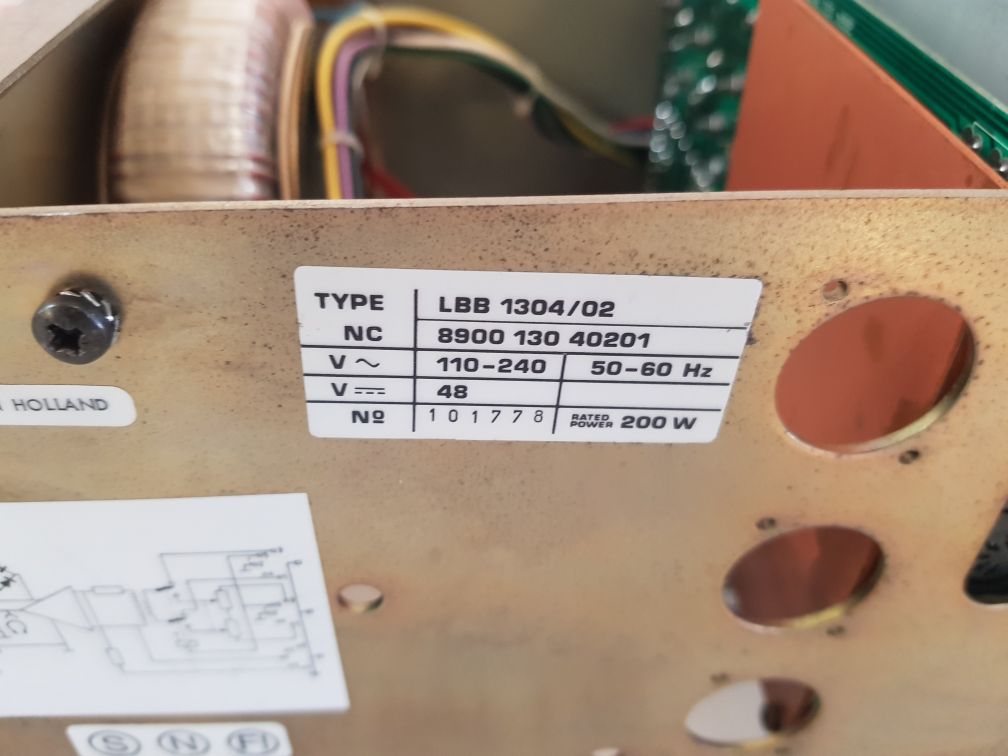 TYPE LBB 1304/02
NC 8900 130 40201
V ~ 110-240 50-60 Hz
V ⎓ 48
Nº 101778 RATED POWER 200 W
HOLLAND
S N FI